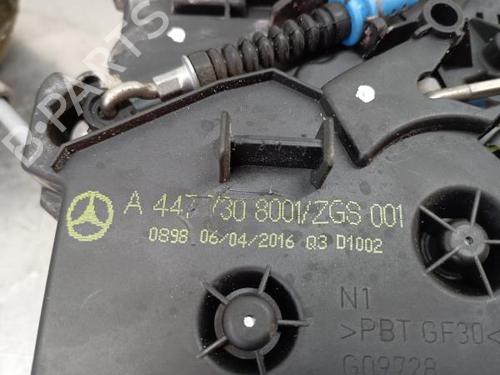 B-PARTS
A 447 730 8001/ZGS 001
0898 06/04/2016 Q3 D1002
N1
>PBT GF30<
G09728